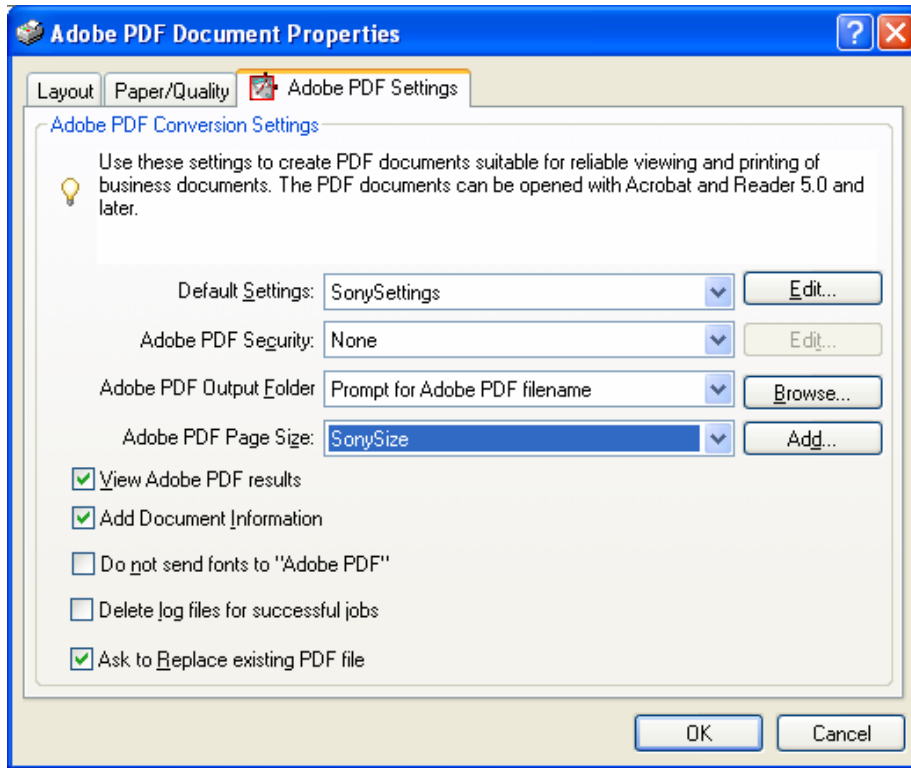 Adobe PDF Document Properties
Layout Paper/Quality Adobe PDF Settings
Adobe PDF Conversion Settings
Use these settings to create PDF documents suitable for reliable viewing and printing of
business documents. The PDF documents can be opened with Acrobat and Reader 5.0 and
later.
Default Settings: SonySettings Edit...
Adobe PDF Security: None Edit...
Adobe PDF Output Folder Prompt for Adobe PDF filename Browse...
Adobe PDF Page Size: SonySize Add...
View Adobe PDF results
Add Document Information
Do not send fonts to "Adobe PDF"
Delete log files for successful jobs
Ask to Replace existing PDF file
OK Cancel